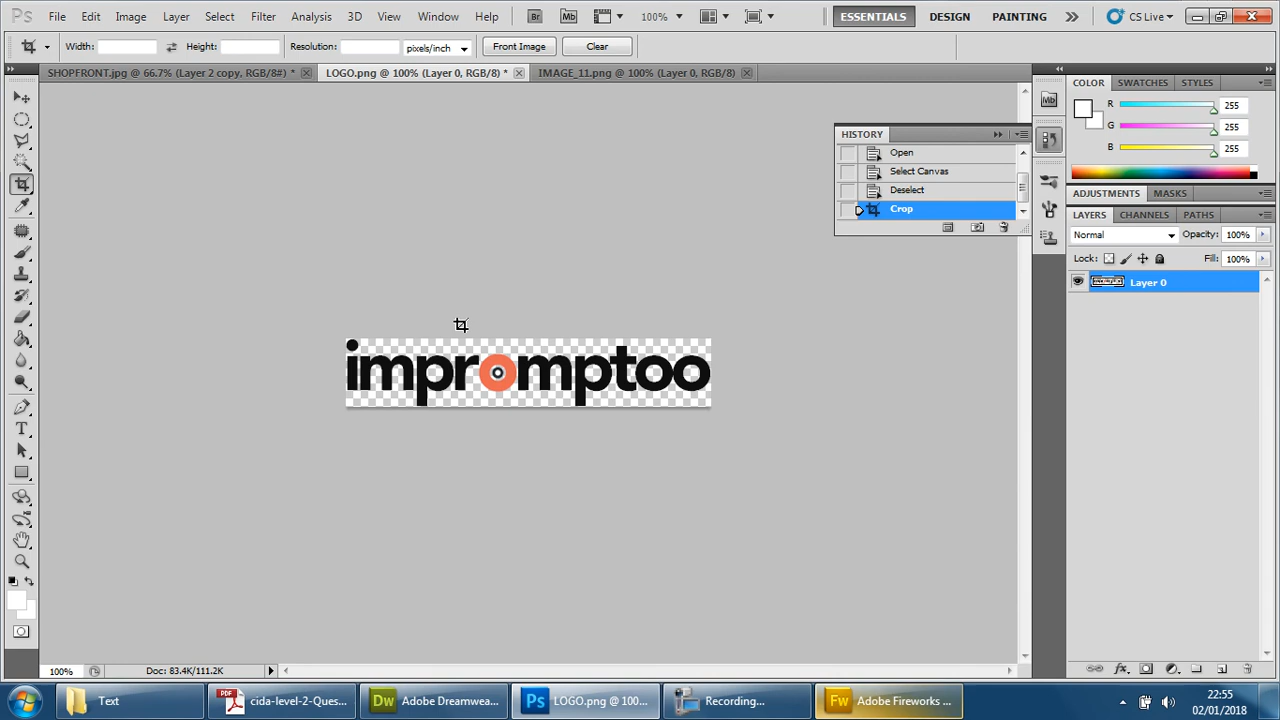 Ps File Edit Image Layer Select Filter Analysis 3D View Window Help Br Mb 100% ESSENTIALS DESIGN PAINTING CS Live
Width: Height: Resolution: pixels/inch Front Image Clear
SHOPFRONT.jpg @ 66.7% (Layer 2 copy, RGB/8#) * LOGO.png @ 100% (Layer 0, RGB/8) * IMAGE_11.png @ 100% (Layer 0, RGB/8)
COLOR SWATCHES STYLES
Mb
R 255
G 255
B 255
HISTORY
Open
Select Canvas
Deselect
Crop
ADJUSTMENTS MASKS
LAYERS CHANNELS PATHS
Normal Opacity: 100%
Lock: Fill: 100%
Layer 0
impromptoo
100% Doc: 83.4K/111.2K
Text cida-level-2-Ques... Adobe Dreamwea... LOGO.png @ 100... Recording... Adobe Fireworks ...
22:55
02/01/2018